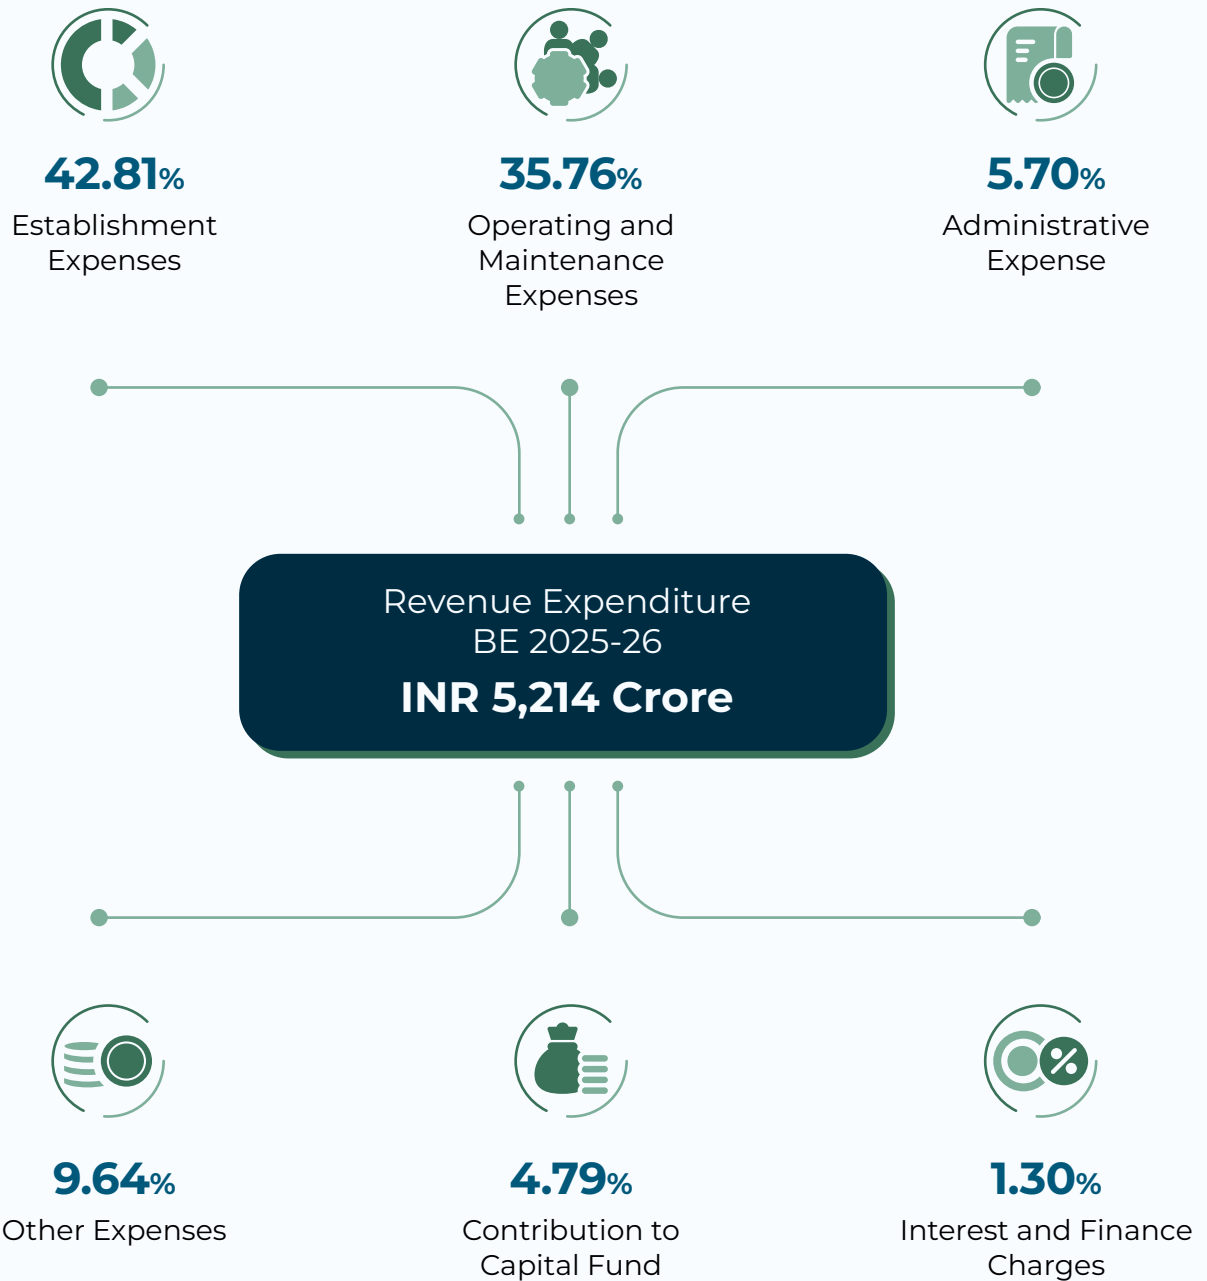 42.81%
Establishment
Expenses
35.76%
Operating and
Maintenance
Expenses
5.70%
Administrative
Expense
Revenue Expenditure
BE 2025-26
INR 5,214 Crore
9.64%
Other Expenses
4.79%
Contribution to
Capital Fund
1.30%
Interest and Finance
Charges